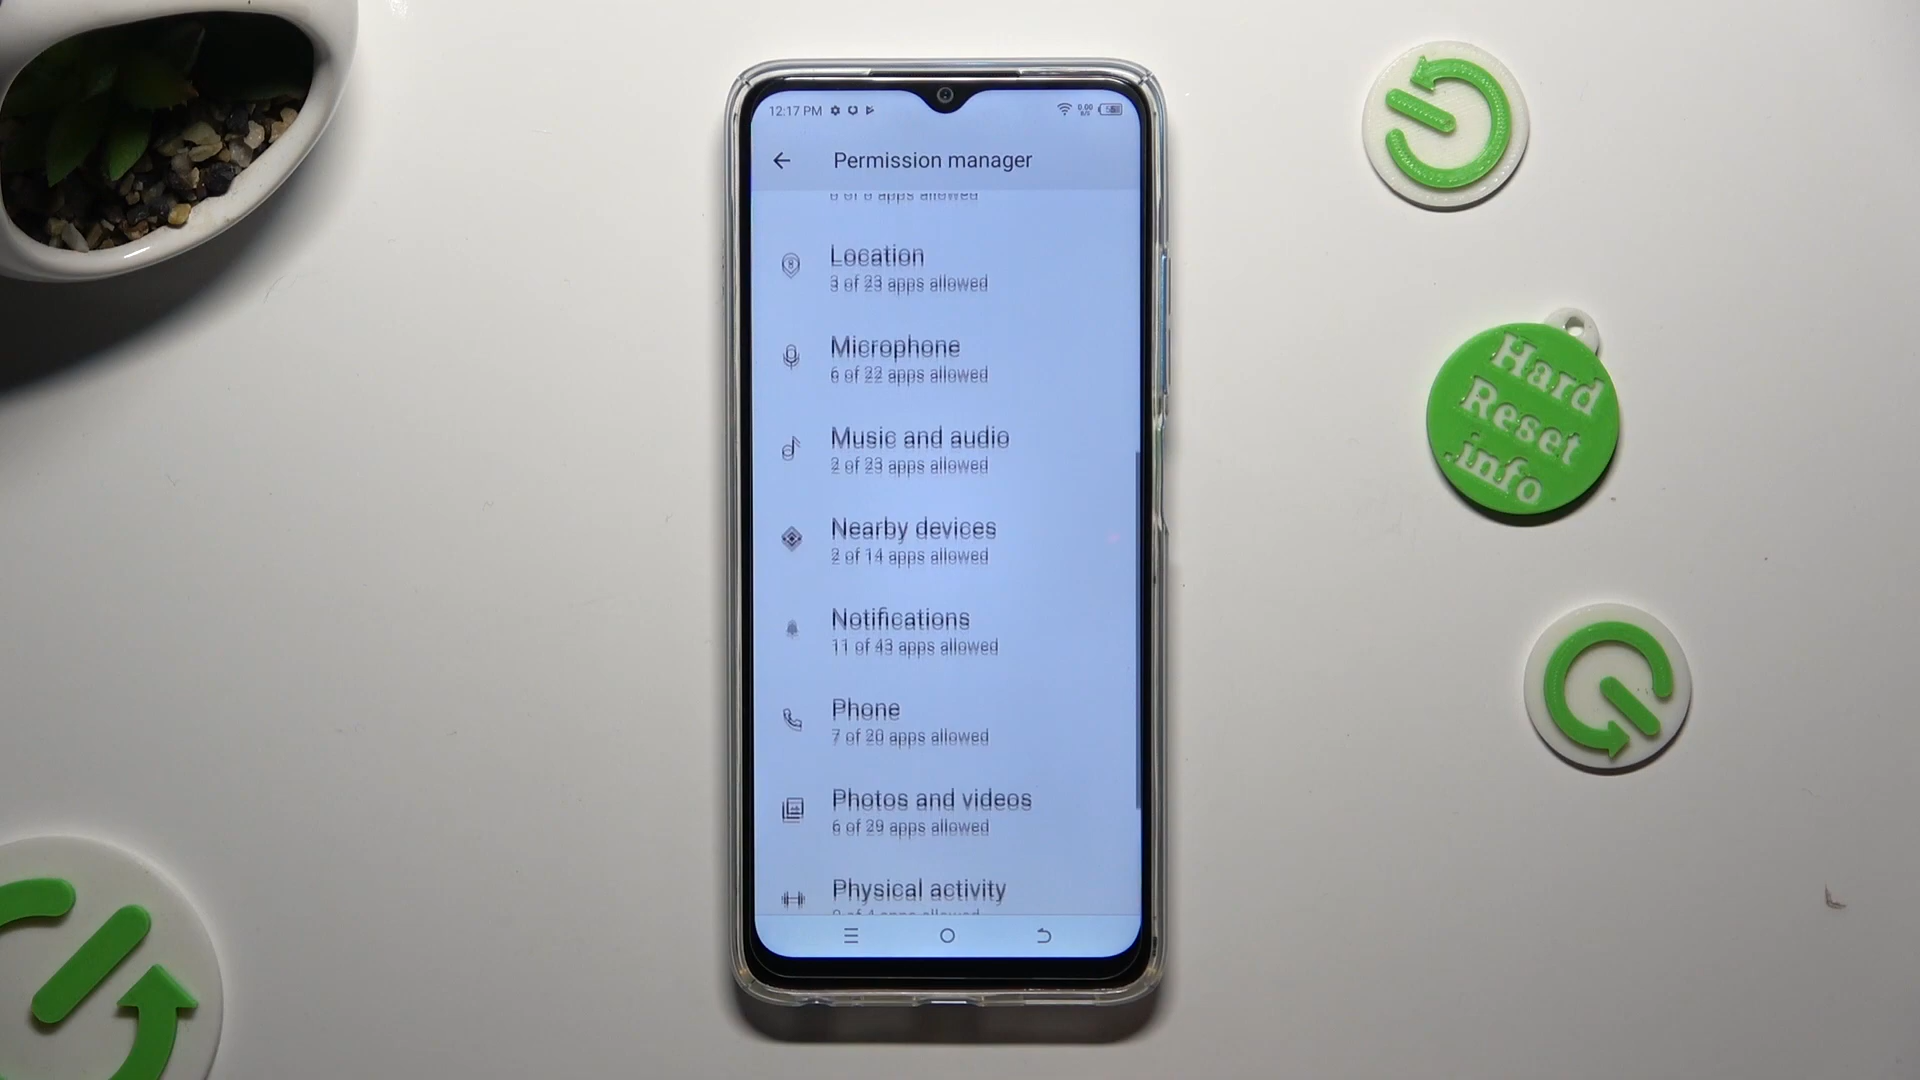 12:17 PM
Permission manager
apps allowed
Location
3 of 23 apps allowed
Microphone
6 of 22 apps allowed
Music and audio
2 of 23 apps allowed
Nearby devices
2 of 14 apps allowed
Notifications
11 of 43 apps allowed
Phone
7 of 20 apps allowed
Photos and videos
6 of 29 apps allowed
Physical activity
apps allowed
Hard
Reset
.info